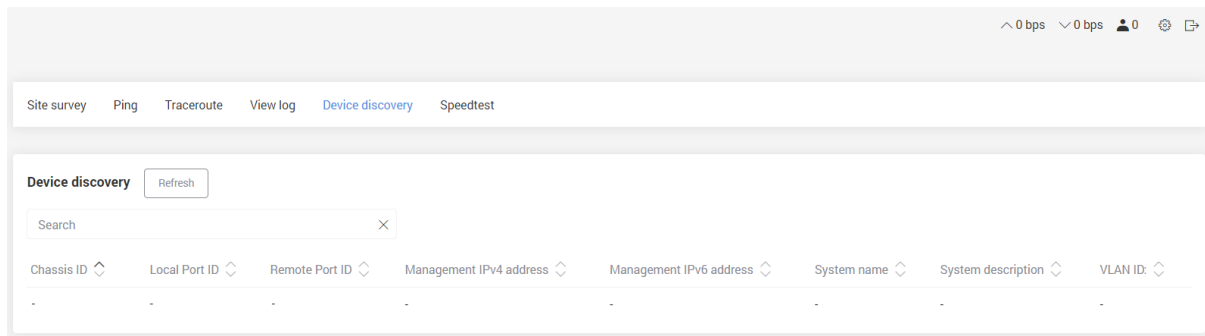 0 bps 0 bps 0
Site survey Ping Traceroute View log Device discovery Speedtest
Device discovery Refresh
Search
Chassis ID Local Port ID Remote Port ID Management IPv4 address Management IPv6 address System name System description VLAN ID:
- - - - - - - -